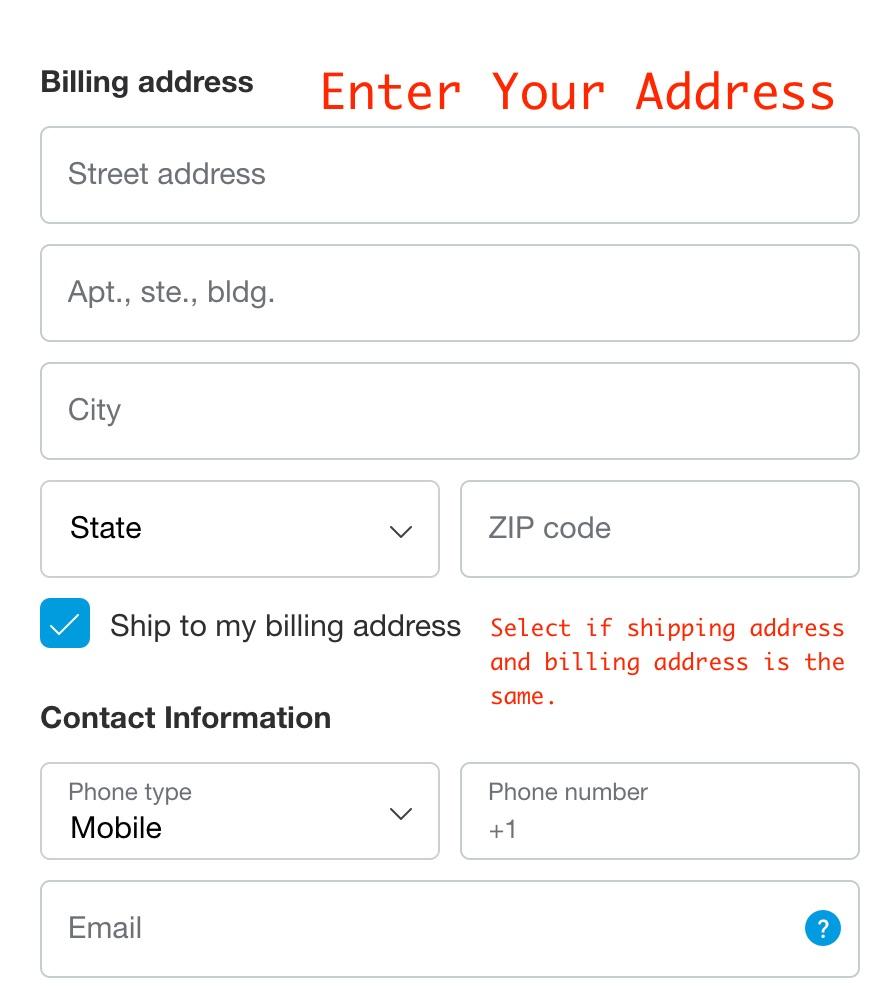 Billing address
Enter Your Address
Street address
Apt., ste., bldg.
City
State
ZIP code
Ship to my billing address
Select if shipping address
and billing address is the
same.
Contact Information
Phone type
Mobile
Phone number
+1
Email
?